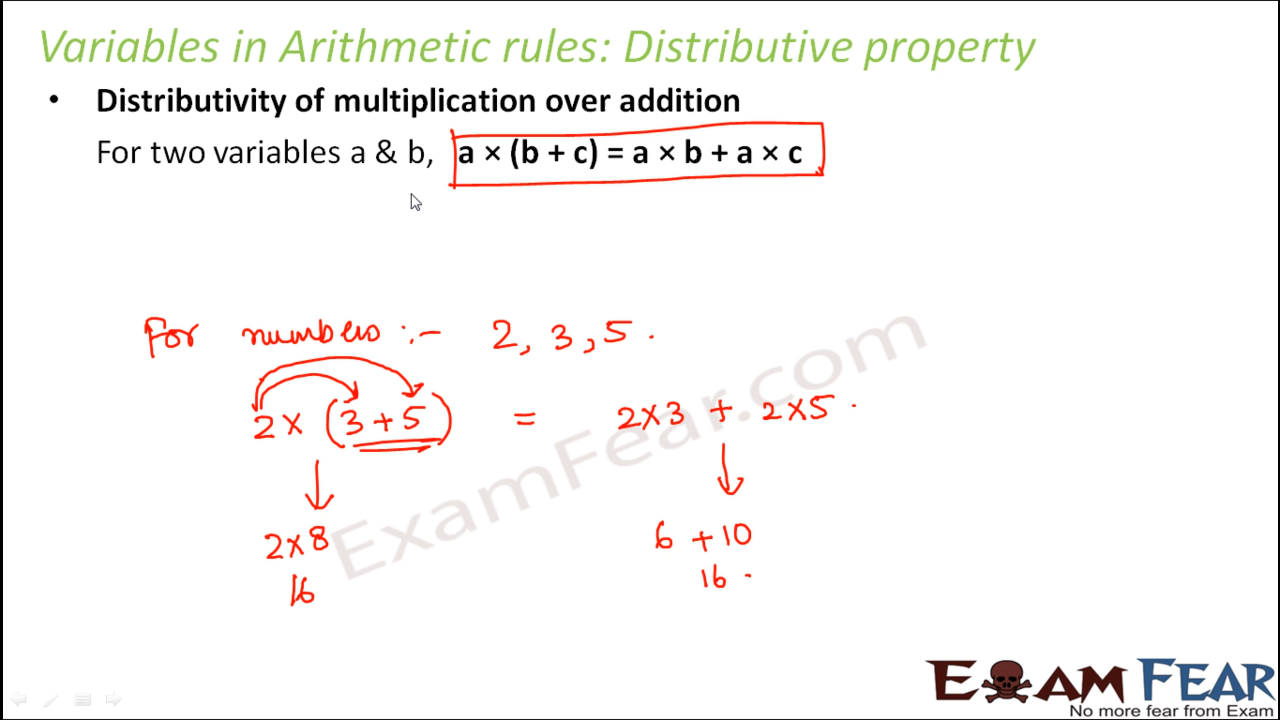 Variables in Arithmetic rules: Distributive property
• Distributivity of multiplication over addition
For two variables a & b, a × (b + c) = a × b + a × c
For numbers :- 2, 3, 5.
2 × (3 + 5) = 2×3 + 2×5.
2×8 6 + 10
16 16.
ExamFear.com
EXAM FEAR
No more fear from Exam